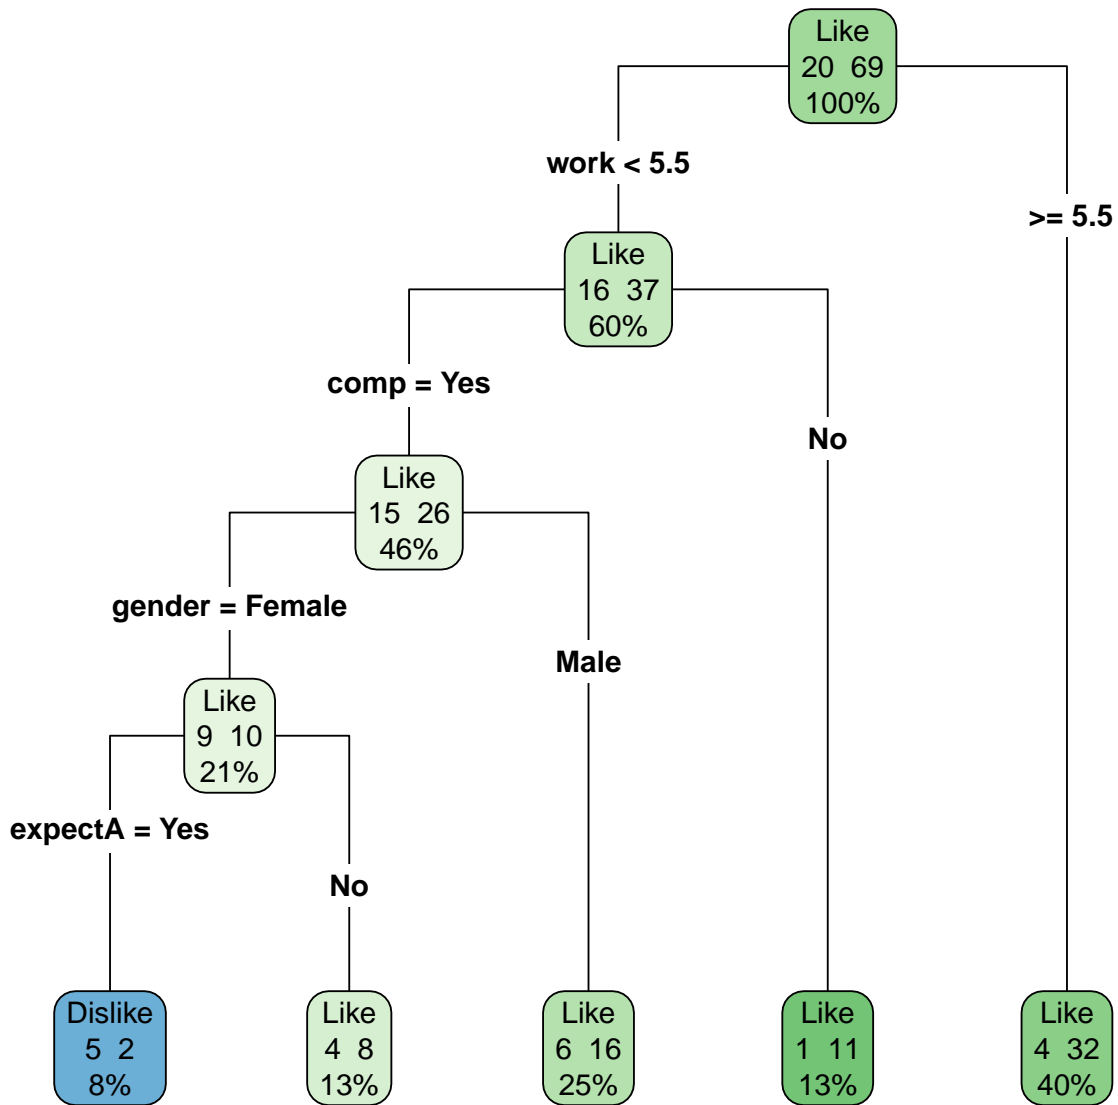 Like
20 69
100%
work < 5.5
>= 5.5
Like
16 37
60%
comp = Yes
No
Like
15 26
46%
gender = Female
Male
Like
9 10
21%
expectA = Yes
No
Dislike
5 2
8%
Like
4 8
13%
Like
6 16
25%
Like
1 11
13%
Like
4 32
40%